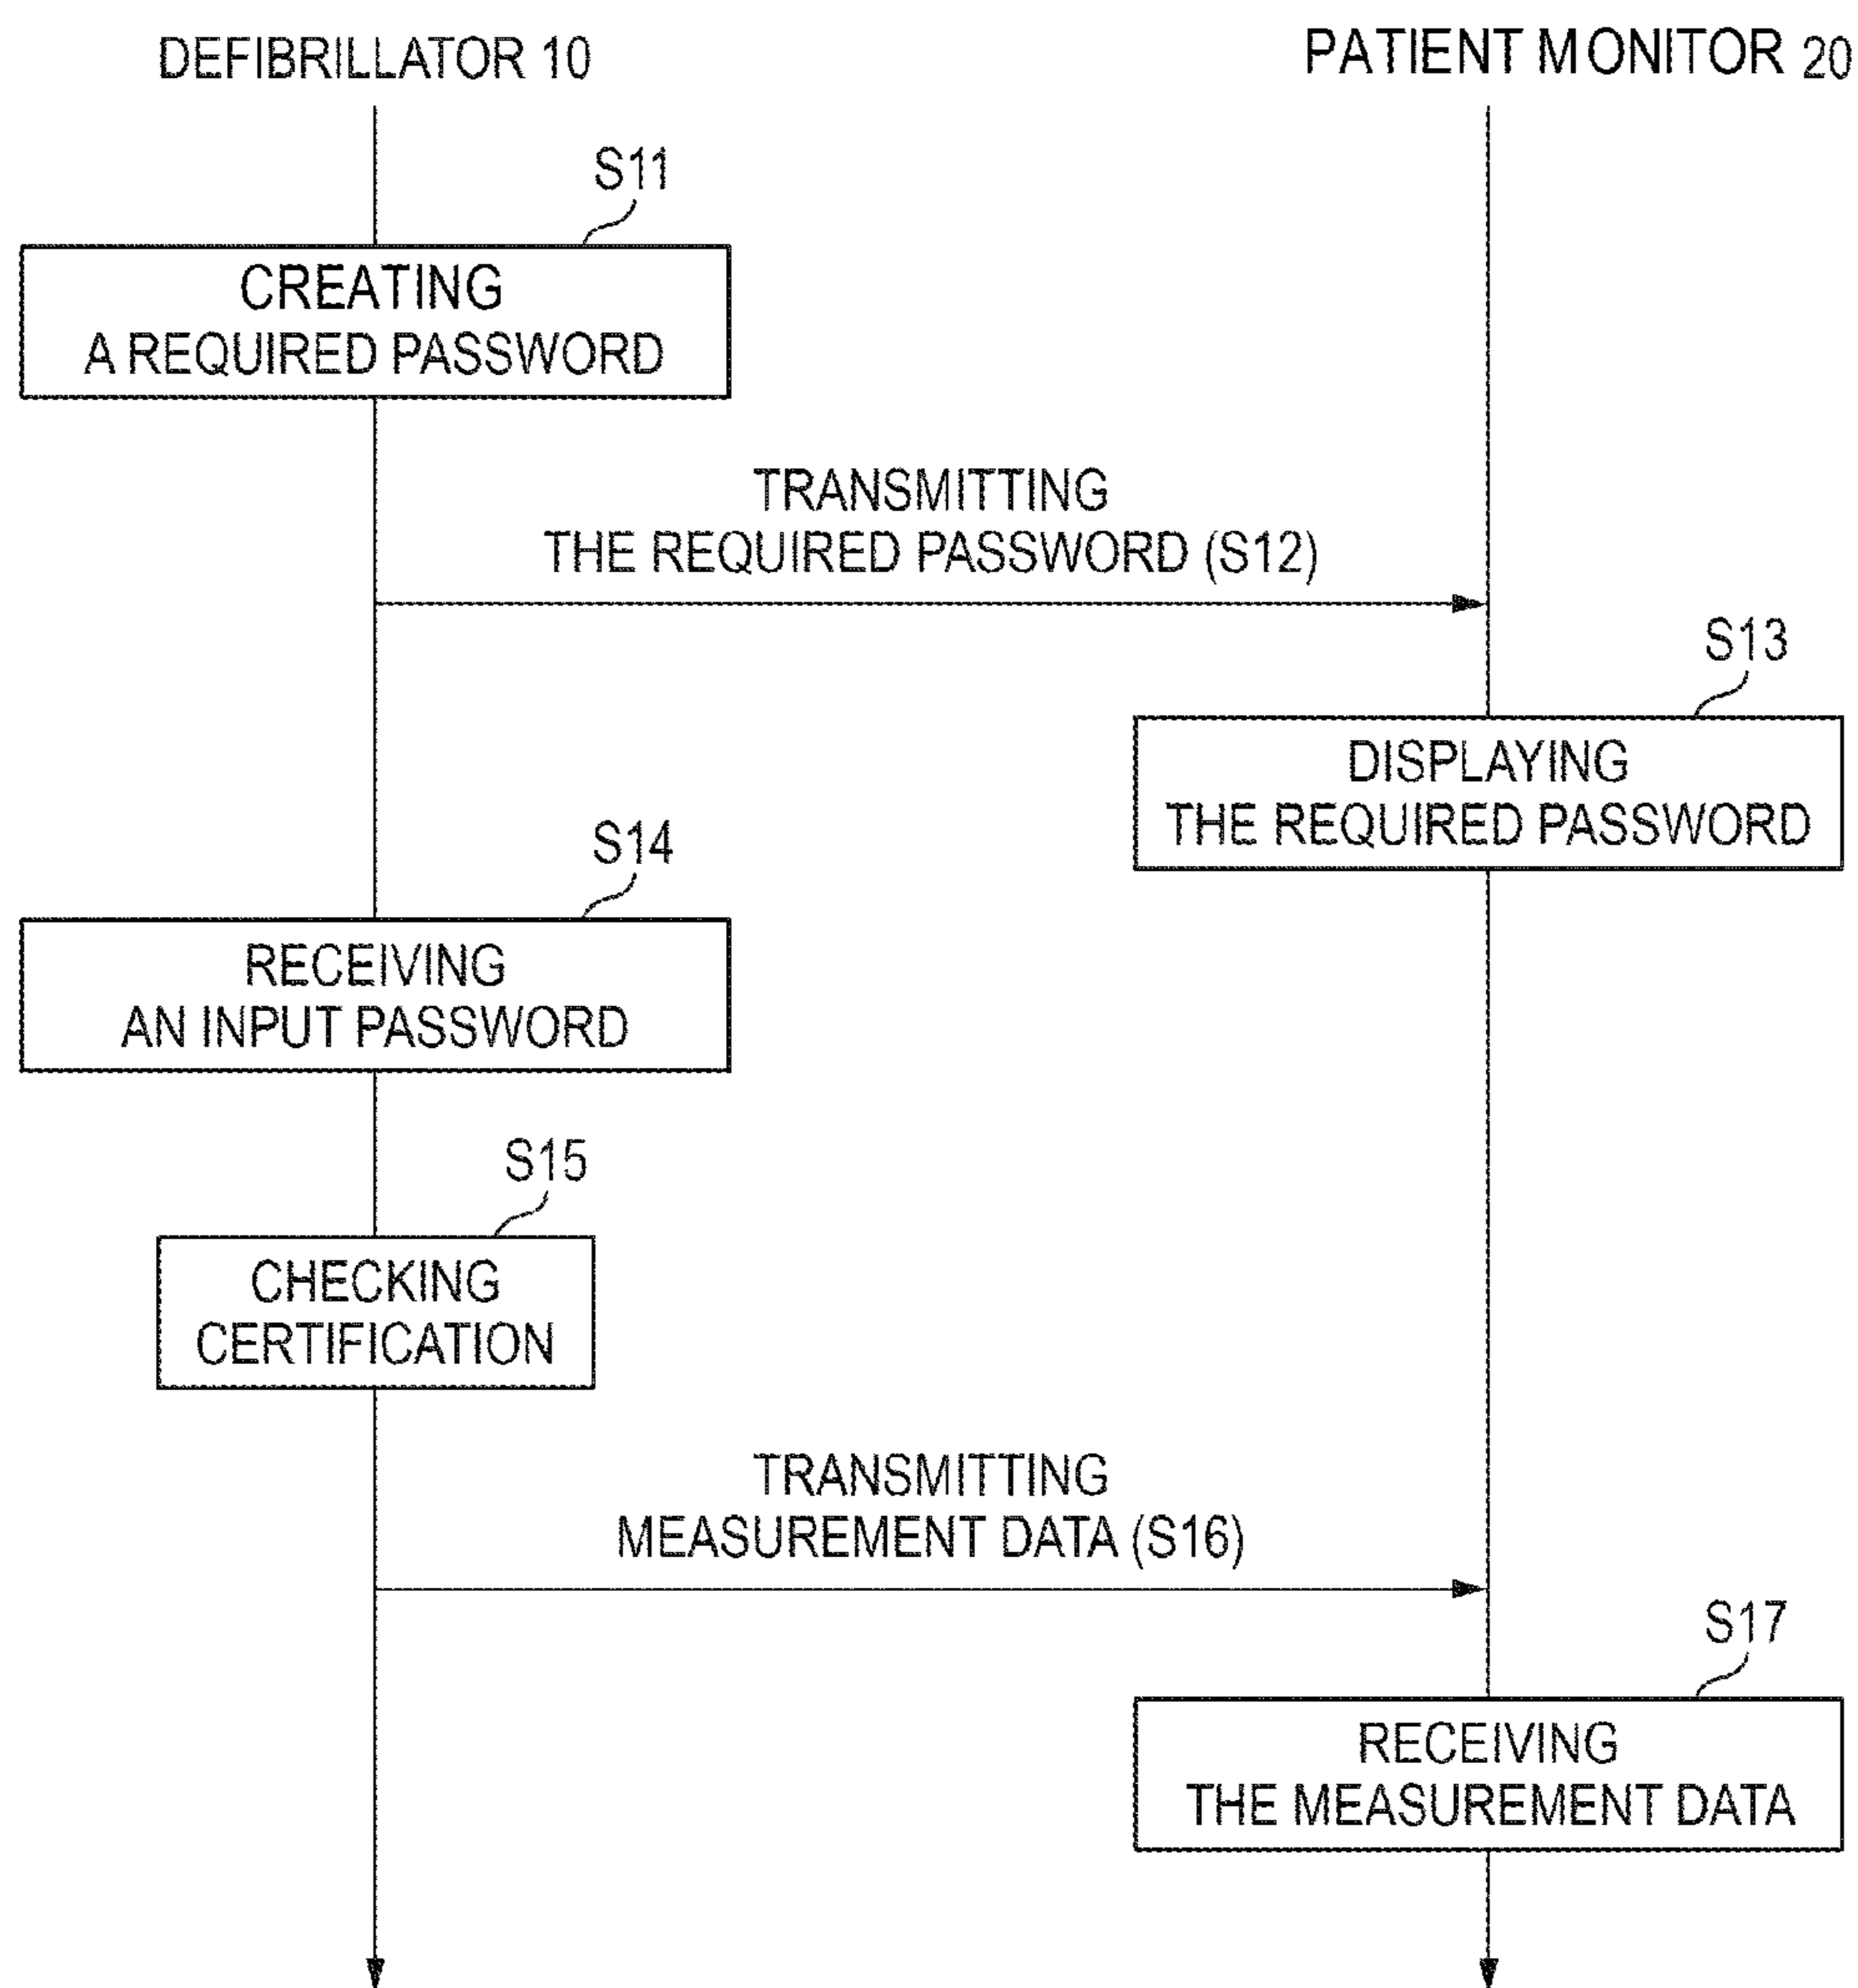 DEFIBRILLATOR 10
PATIENT MONITOR 20
S11
CREATING
A REQUIRED PASSWORD
TRANSMITTING
THE REQUIRED PASSWORD (S12)
S13
DISPLAYING
THE REQUIRED PASSWORD
S14
RECEIVING
AN INPUT PASSWORD
S15
CHECKING
CERTIFICATION
TRANSMITTING
MEASUREMENT DATA (S16)
S17
RECEIVING
THE MEASUREMENT DATA